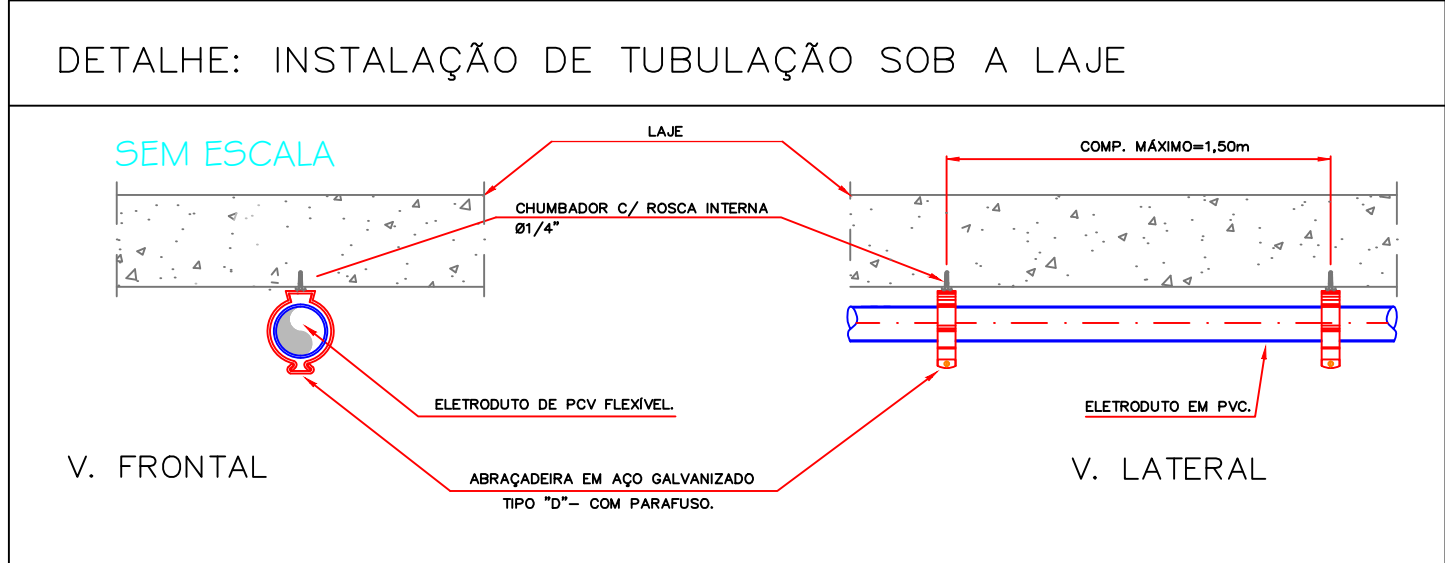 DETALHE: INSTALAÇÃO DE TUBULAÇÃO SOB A LAJE
SEM ESCALA
LAJE
COMP. MÁXIMO=1,50m
CHUMBADOR C/ ROSCA INTERNA
Ø1/4"
ELETRODUTO DE PCV FLEXÍVEL.
ELETRODUTO EM PVC.
V. FRONTAL
V. LATERAL
ABRAÇADEIRA EM AÇO GALVANIZADO
TIPO "D"- COM PARAFUSO.